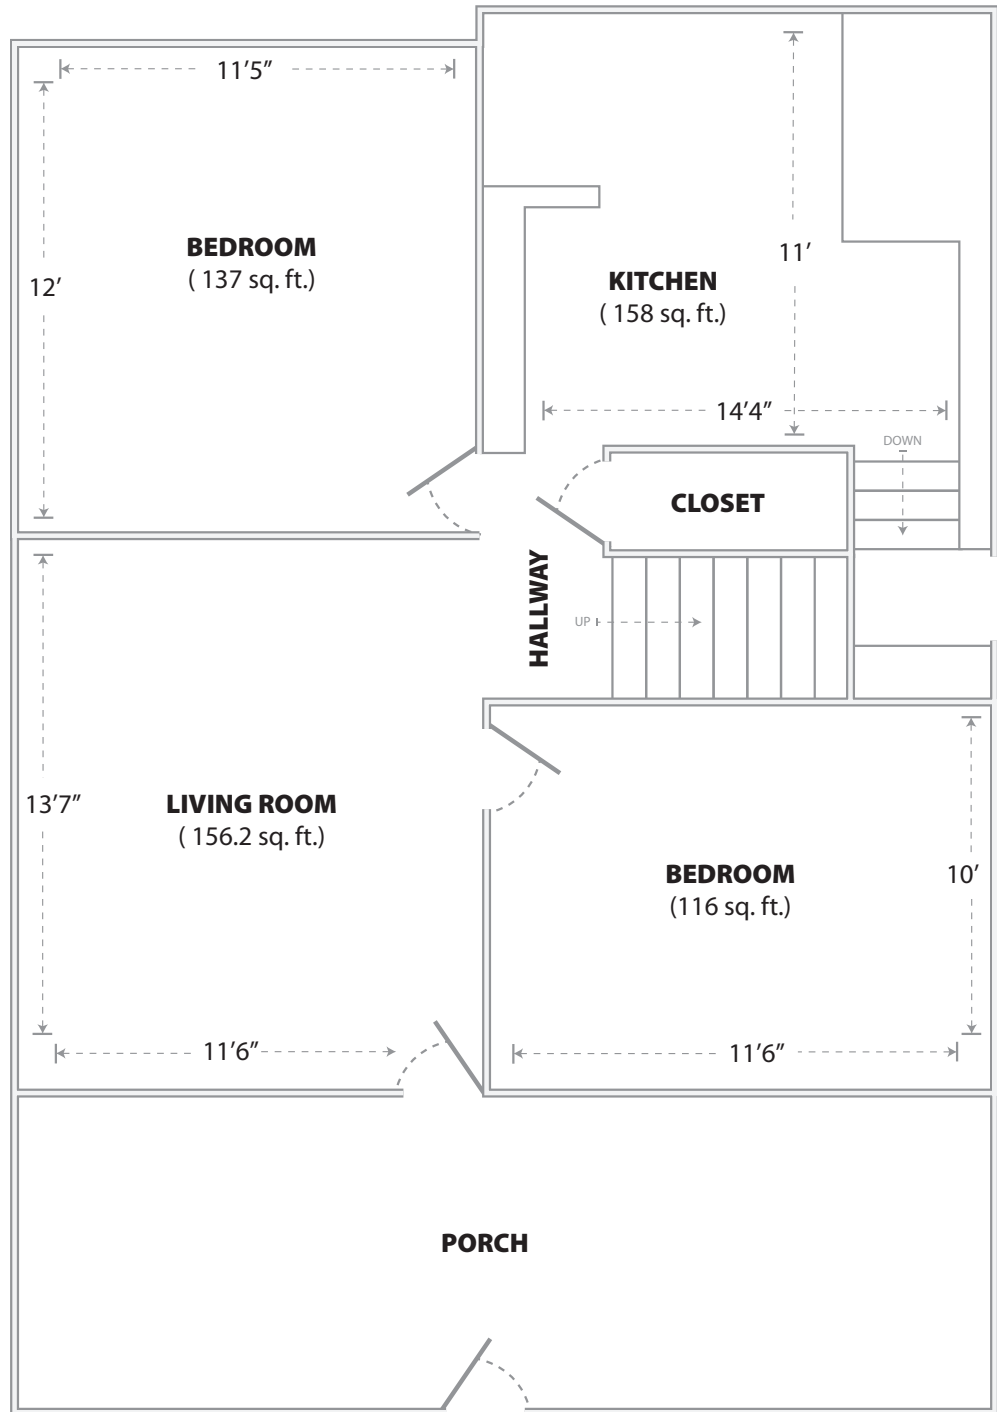 11’5”
12’
BEDROOM
( 137 sq. ft.)
11’
KITCHEN
( 158 sq. ft.)
14’4”
DOWN
CLOSET
HALLWAY
UP
13’7”
LIVING ROOM
( 156.2 sq. ft.)
11’6”
BEDROOM
(116 sq. ft.)
10’
11’6”
PORCH